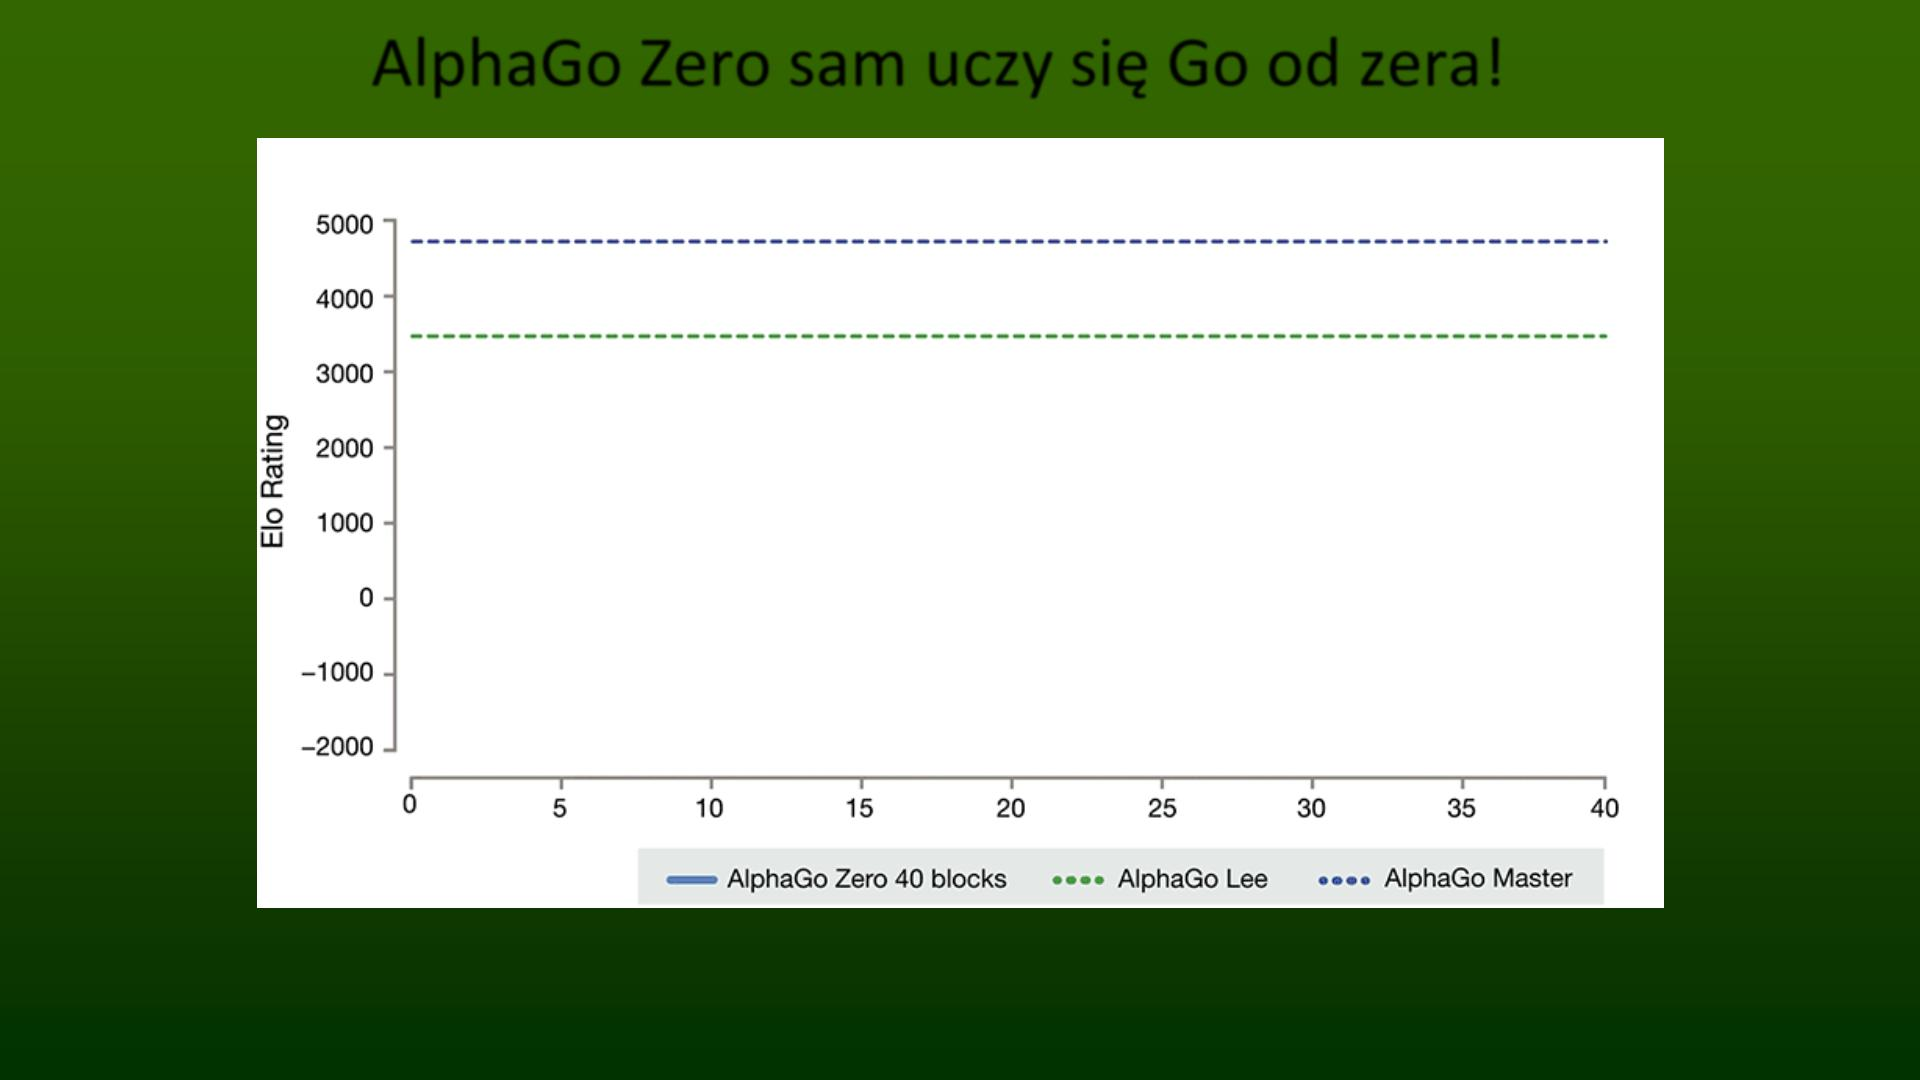 AlphaGo Zero sam uczy się Go od zera!
5000
4000
3000
2000
1000
0
−1000
−2000
Elo Rating
0 5 10 15 20 25 30 35 40
AlphaGo Zero 40 blocks AlphaGo Lee AlphaGo Master